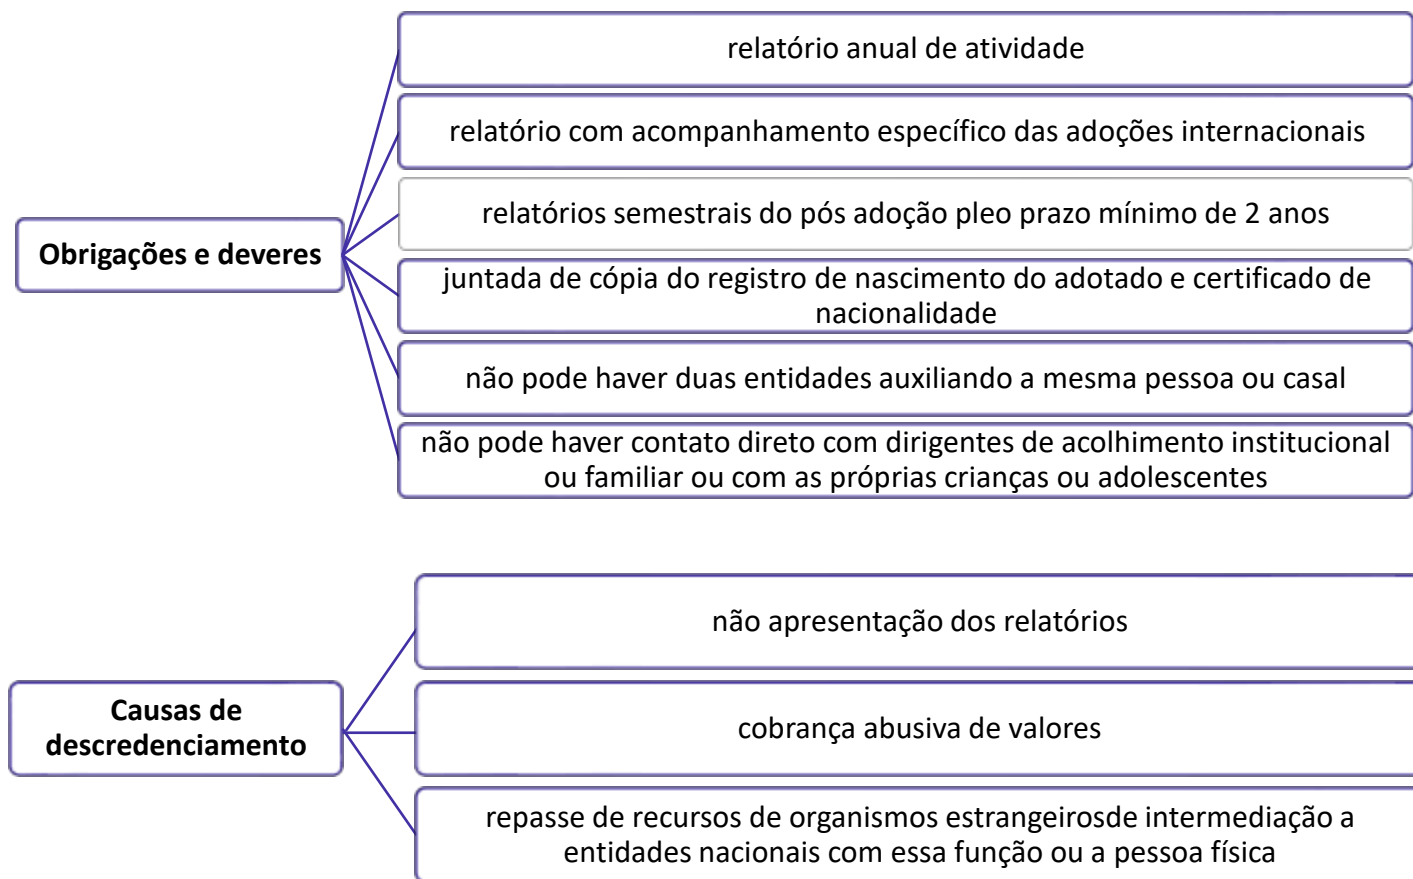 relatório anual de atividade
relatório com acompanhamento específico das adoções internacionais
relatórios semestrais do pós adoção pleo prazo mínimo de 2 anos
Obrigações e deveres
juntada de cópia do registro de nascimento do adotado e certificado de
nacionalidade
não pode haver duas entidades auxiliando a mesma pessoa ou casal
não pode haver contato direto com dirigentes de acolhimento institucional
ou familiar ou com as próprias crianças ou adolescentes
não apresentação dos relatórios
Causas de
descredenciamento
cobrança abusiva de valores
repasse de recursos de organismos estrangeirosde intermediação a
entidades nacionais com essa função ou a pessoa física